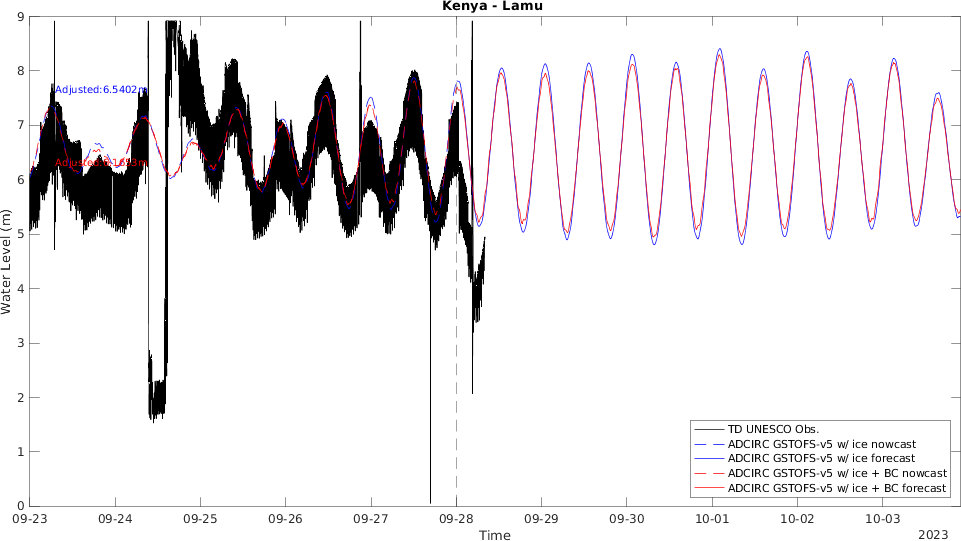 Kenya - Lamu
9
8
7
6
5
4
3
2
1
0
Water Level (m)
Adjusted:6.5402m
TD UNESCO Obs.
ADCIRC GSTOFS-v5 w/ ice nowcast
ADCIRC GSTOFS-v5 w/ ice forecast
ADCIRC GSTOFS-v5 w/ ice + BC nowcast
ADCIRC GSTOFS-v5 w/ ice + BC forecast
09-23 09-24 09-25 09-26 09-27 09-28 09-29 09-30 10-01 10-02 10-03
Time
2023